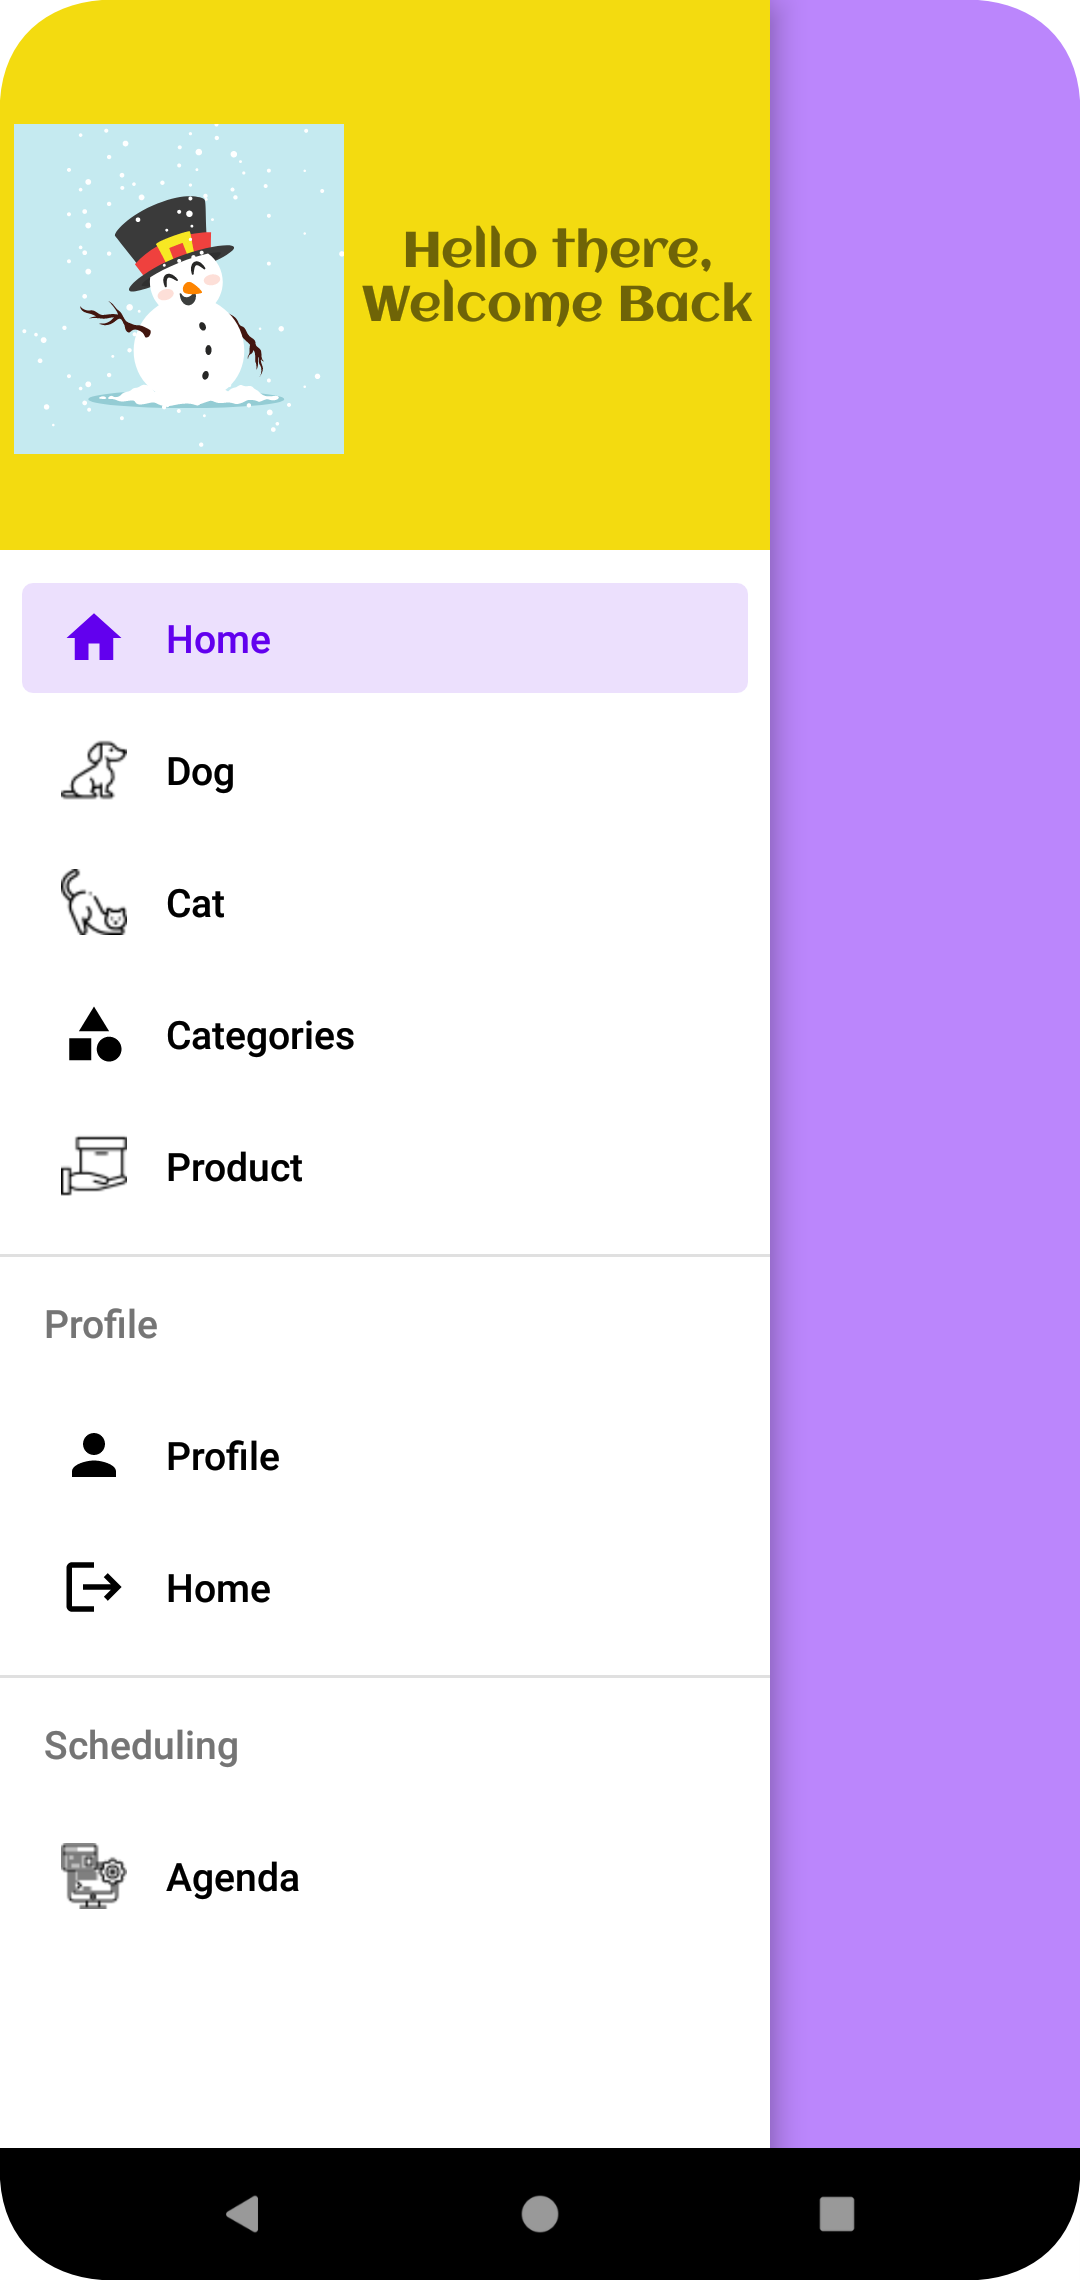 Hello there,
Welcome Back
Home
Dog
Cat
Categories
Product
Profile
Profile
Home
Scheduling
Agenda